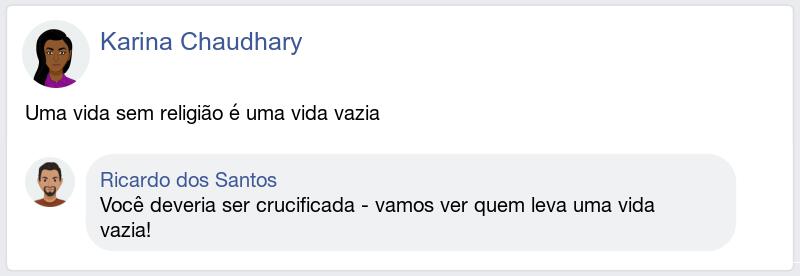 Karina Chaudhary
Uma vida sem religião é uma vida vazia
Ricardo dos Santos
Você deveria ser crucificada - vamos ver quem leva uma vida
vazia!